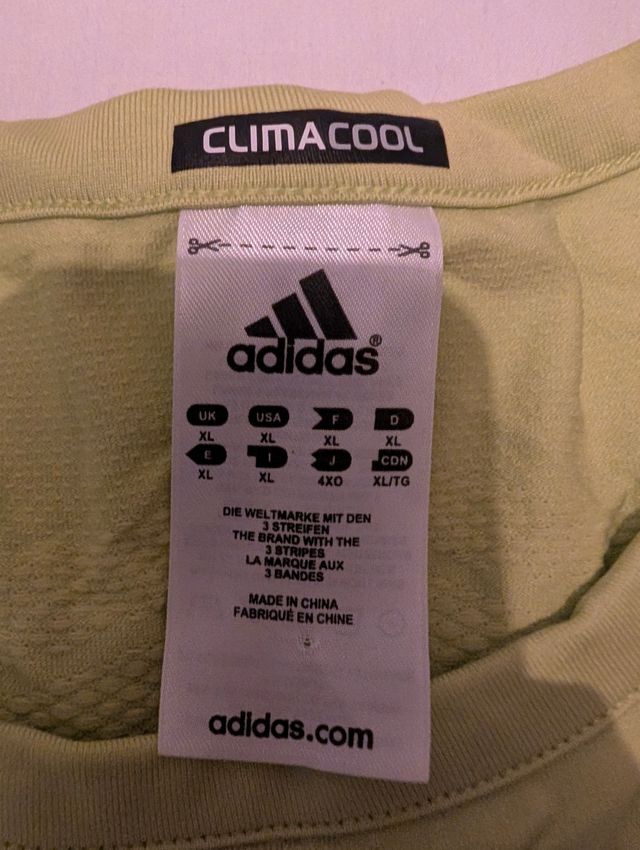 CLIMACOOL
adidas®
UK USA F D
XL XL XL XL
E I J CDN
XL XL 4XO XL/TG
DIE WELTMARKE MIT DEN
3 STREIFEN
THE BRAND WITH THE
3 STRIPES
LA MARQUE AUX
3 BANDES
MADE IN CHINA
FABRIQUÉ EN CHINE
adidas.com